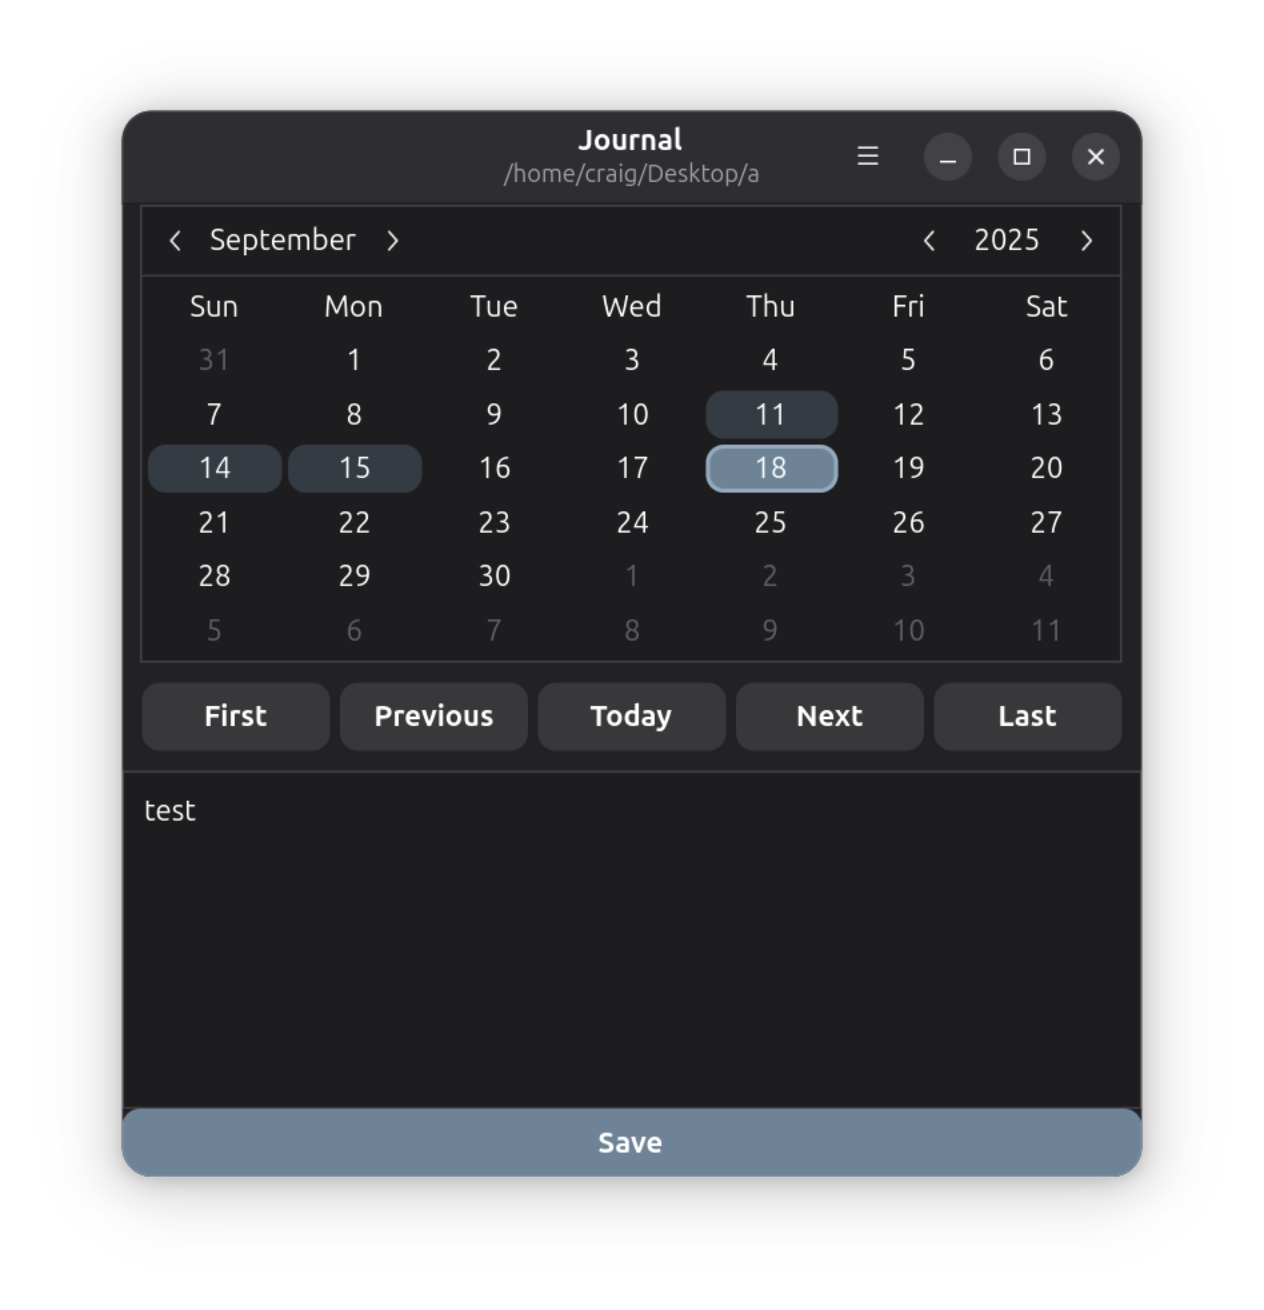 Journal
/home/craig/Desktop/a
September 2025
Sun Mon Tue Wed Thu Fri Sat
31 1 2 3 4 5 6
7 8 9 10 11 12 13
14 15 16 17 18 19 20
21 22 23 24 25 26 27
28 29 30 1 2 3 4
5 6 7 8 9 10 11
First Previous Today Next Last
test
Save